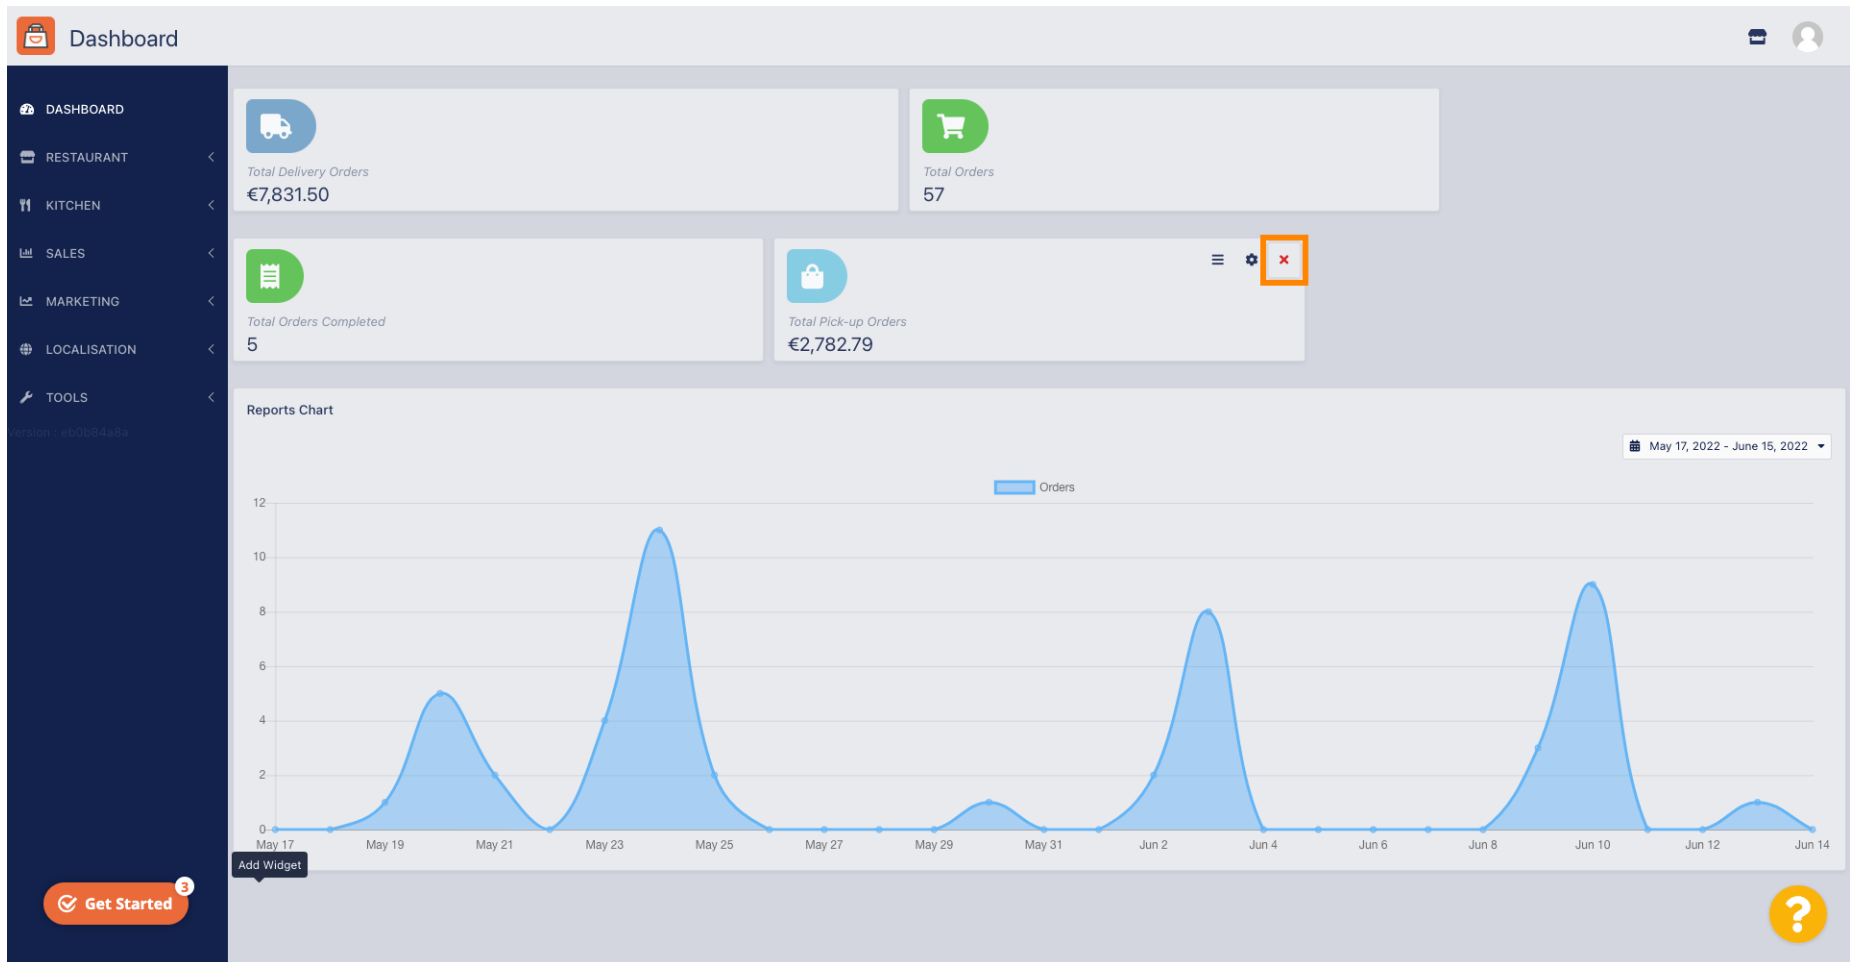 Dashboard
DASHBOARD
RESTAURANT
KITCHEN
SALES
MARKETING
LOCALISATION
TOOLS
Version : eb0b84a8a
Total Delivery Orders
€7,831.50
Total Orders
57
Total Orders Completed
5
Total Pick-up Orders
€2,782.79
Reports Chart
May 17, 2022 - June 15, 2022
Orders
12
10
8
6
4
2
0
May 17 May 19 May 21 May 23 May 25 May 27 May 29 May 31 Jun 2 Jun 4 Jun 6 Jun 8 Jun 10 Jun 12 Jun 14
Add Widget
3
Get Started
?